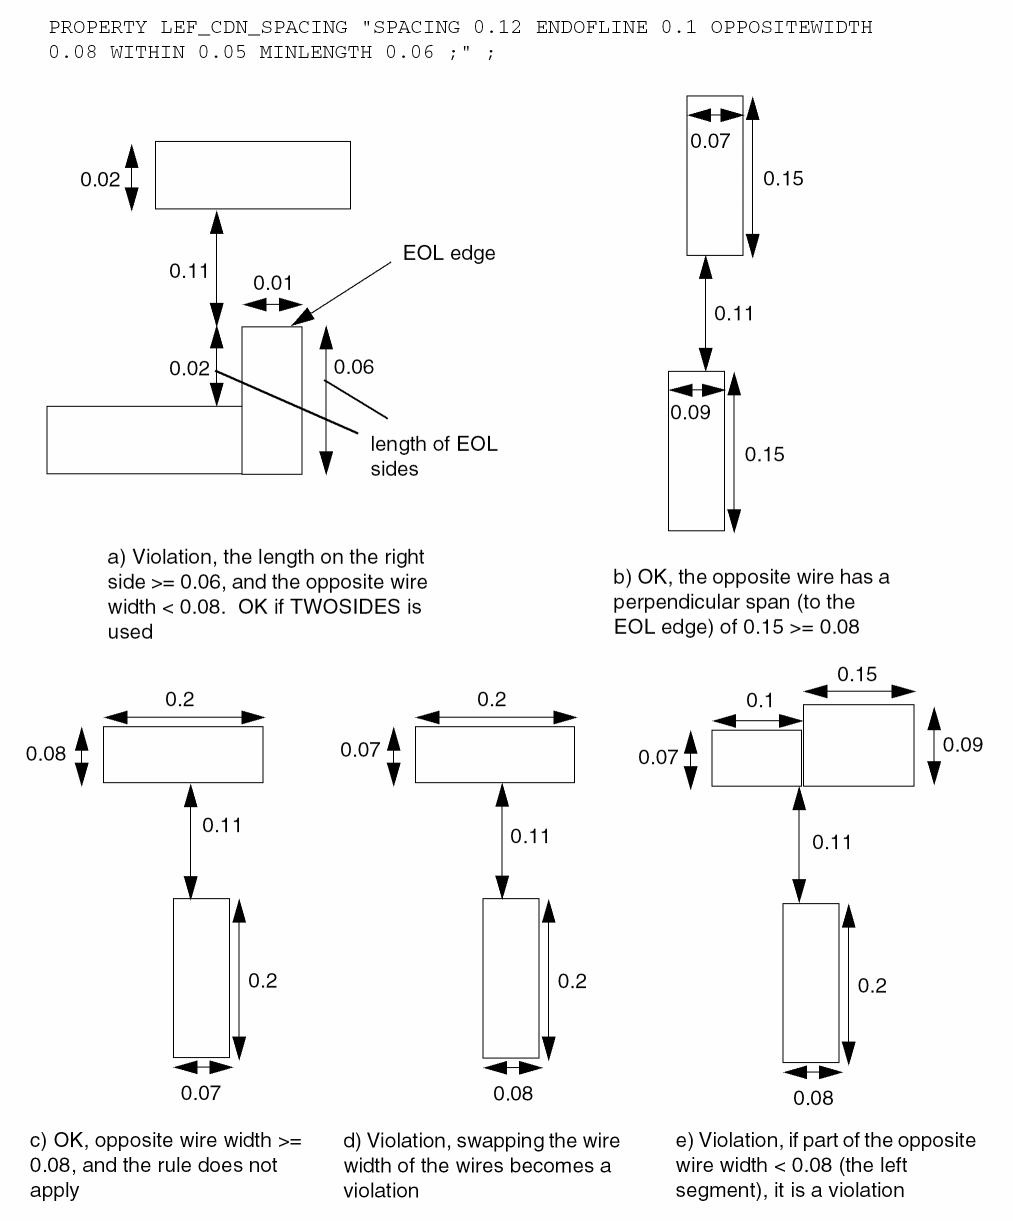 PROPERTY LEF_CDN_SPACING "SPACING 0.12 ENDOFLINE 0.1 OPPOSITEWIDTH
0.08 WITHIN 0.05 MINLENGTH 0.06 ;" ;
0.02
0.11
0.01
EOL edge
0.02
0.06
length of EOL
sides
a) Violation, the length on the right
side >= 0.06, and the opposite wire
width < 0.08.  OK if TWOSIDES is
used
0.07
0.15
0.11
0.09
0.15
b) OK, the opposite wire has a
perpendicular span (to the
EOL edge) of 0.15 >= 0.08
0.2
0.08
0.11
0.2
0.07
c) OK, opposite wire width >=
0.08, and the rule does not
apply
0.2
0.07
0.11
0.2
0.08
d) Violation, swapping the wire
width of the wires becomes a
violation
0.15
0.1
0.07
0.09
0.11
0.2
0.08
e) Violation, if part of the opposite
wire width < 0.08 (the left
segment), it is a violation